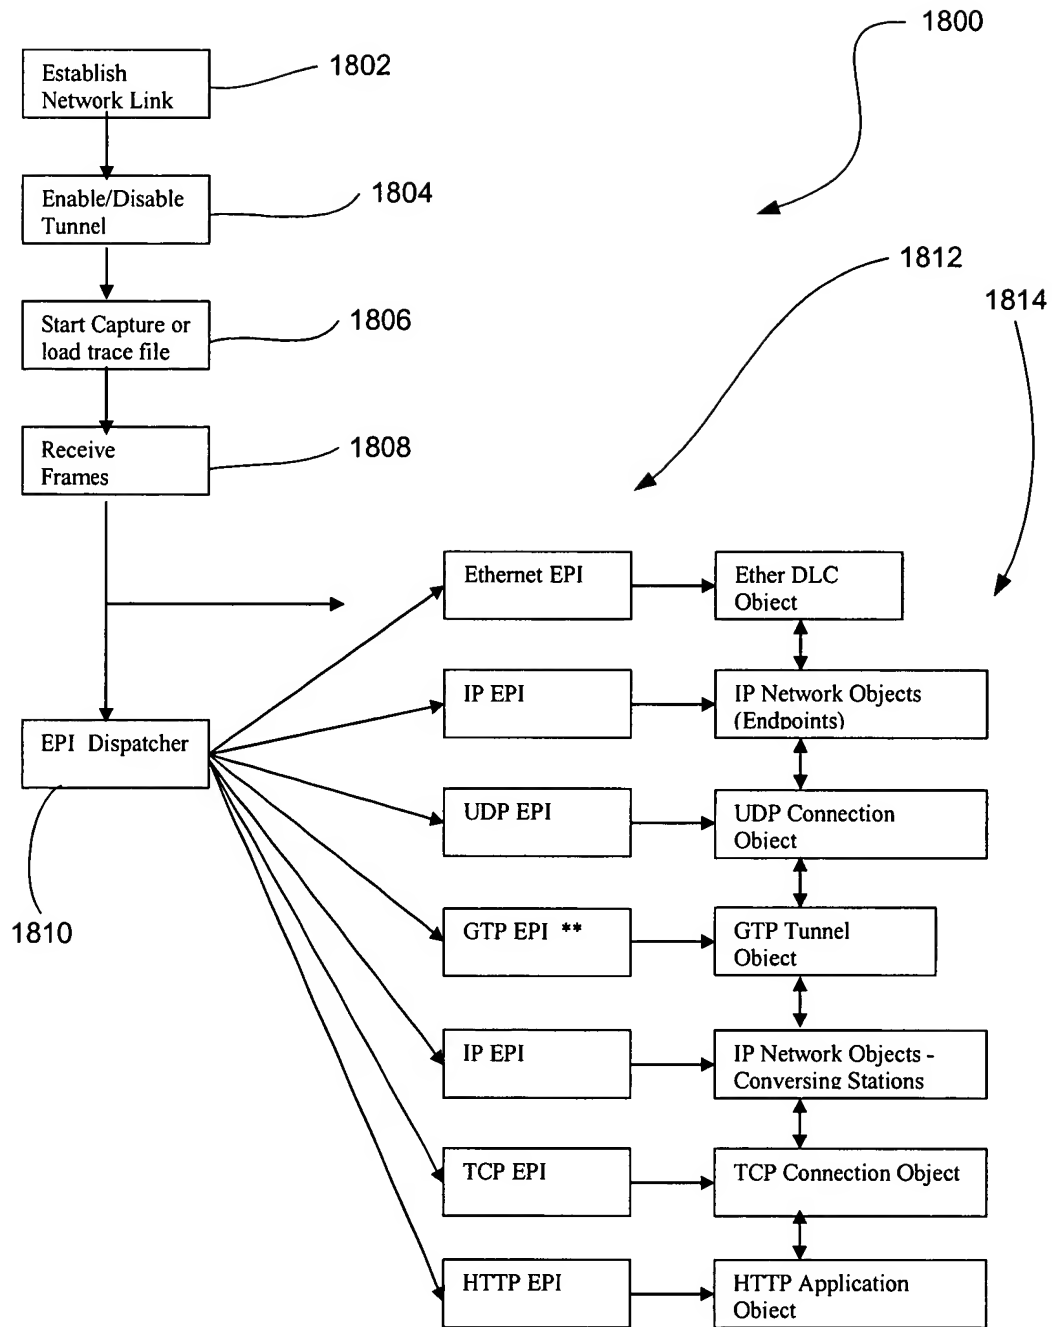 1800
Establish
Network Link
1802
Enable/Disable
Tunnel
1804
1812
1814
Start Capture or
load trace file
1806
Receive
Frames
1808
Ethernet EPI
Ether DLC
Object
IP EPI
IP Network Objects
(Endpoints)
EPI Dispatcher
1810
UDP EPI
UDP Connection
Object
GTP EPI **
GTP Tunnel
Object
IP EPI
IP Network Objects -
Conversing Stations
TCP EPI
TCP Connection Object
HTTP EPI
HTTP Application
Object